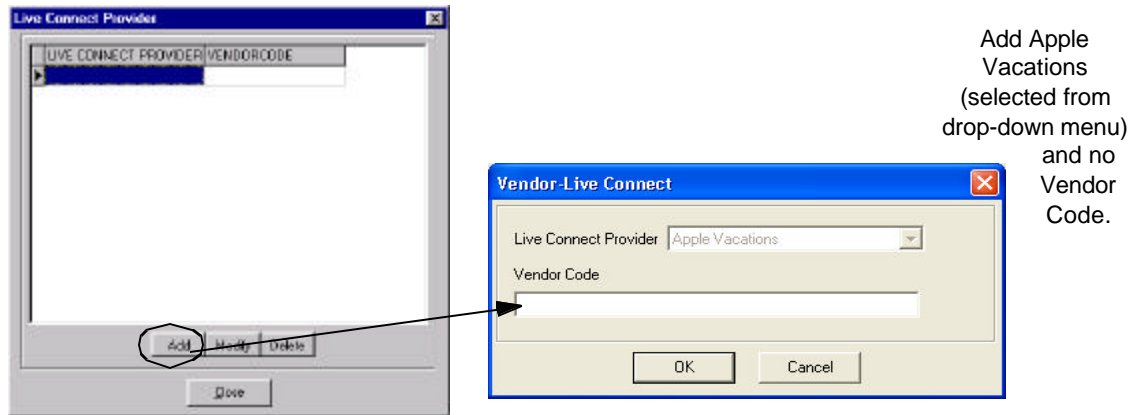 Live Connect Provider
LIVE CONNECT PROVIDER VENDORCODE
Add Modify Delete
Close
Vendor-Live Connect
Live Connect Provider Apple Vacations
Vendor Code
OK Cancel
Add Apple
Vacations
(selected from
drop-down menu)
and no
Vendor
Code.